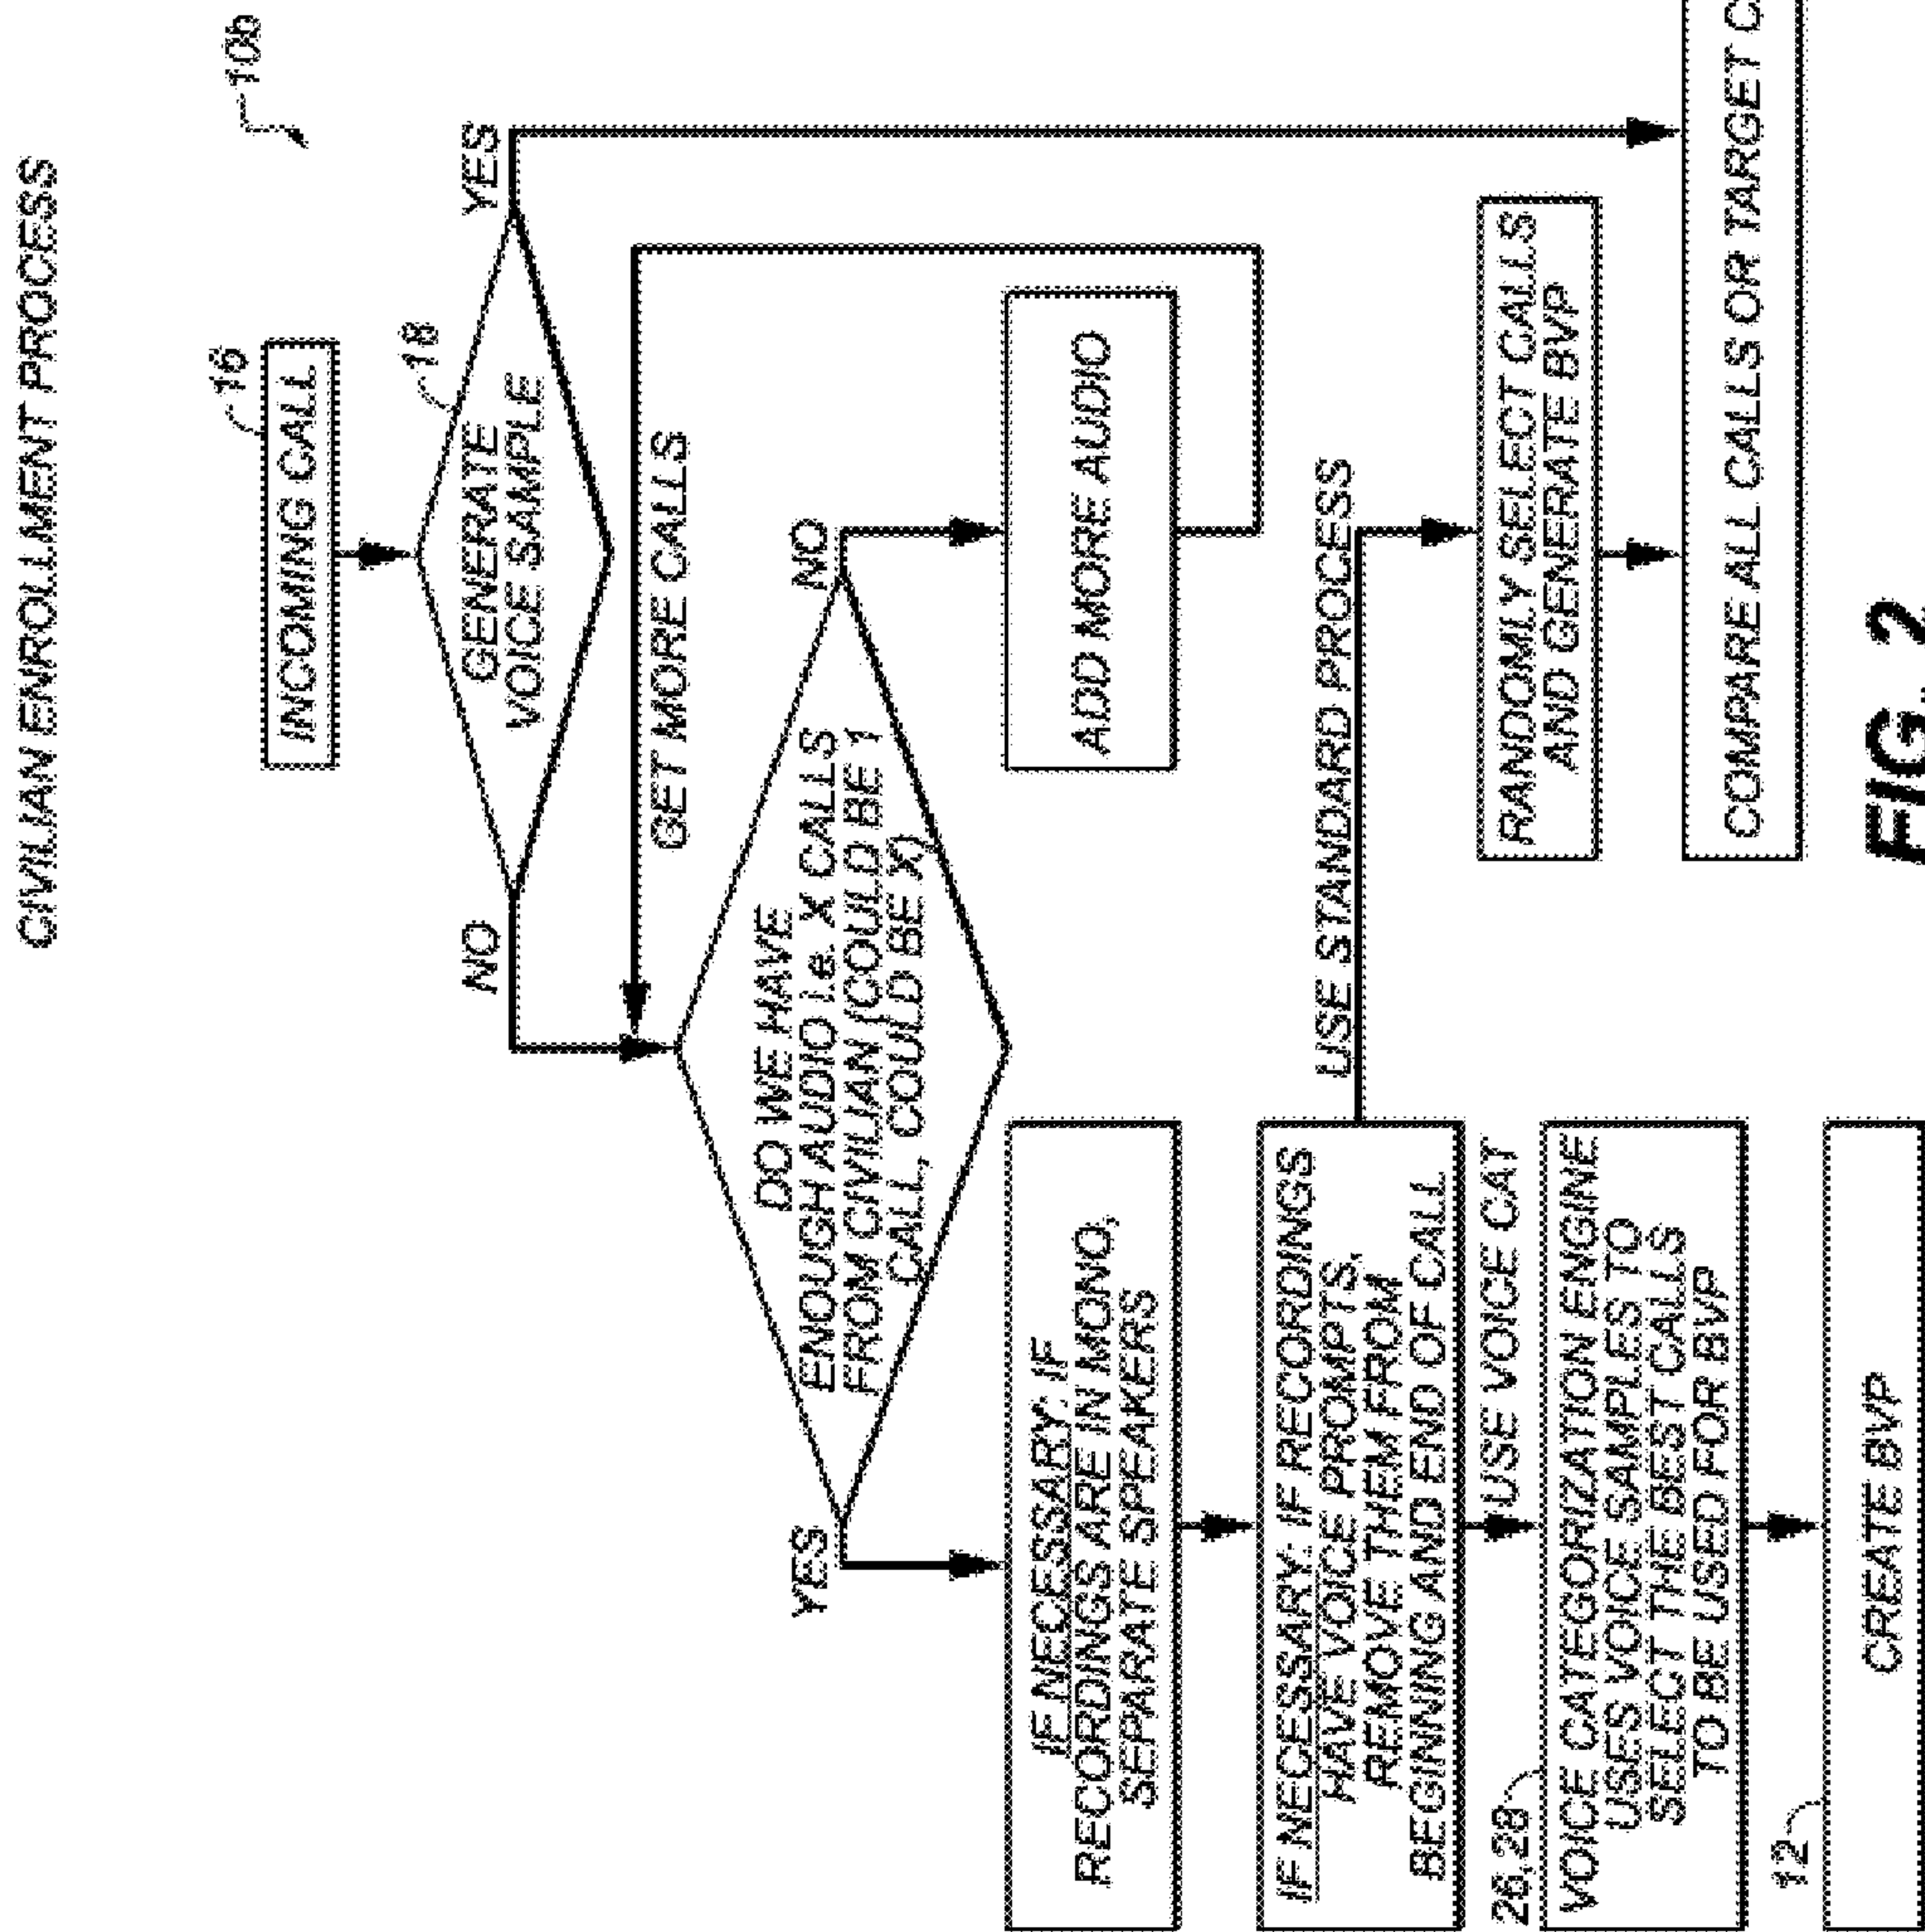 CIVILIAN ENROLLMENT PROCESS
10b
16
INCOMING CALL
18
GENERATE
VOICE SAMPLE
NO
YES
GET MORE CALLS
DO WE HAVE
ENOUGH AUDIO i.e. X CALLS
FROM CIVILIAN (COULD BE 1
CALL, COULD BE X)
YES
NO
IF NECESSARY: IF
RECORDINGS ARE IN MONO,
SEPARATE SPEAKERS
ADD MORE AUDIO
IF NECESSARY: IF RECORDINGS
HAVE VOICE PROMPTS,
REMOVE THEM FROM
BEGINNING AND END OF CALL
USE STANDARD PROCESS
USE VOICE CAT
RANDOMLY SELECT CALLS
AND GENERATE BVP
26,28
VOICE CATEGORIZATION ENGINE
USES VOICE SAMPLES TO
SELECT THE BEST CALLS
TO BE USED FOR BVP
COMPARE ALL CALLS OR TARGET
12
CREATE BVP
FIG. 2